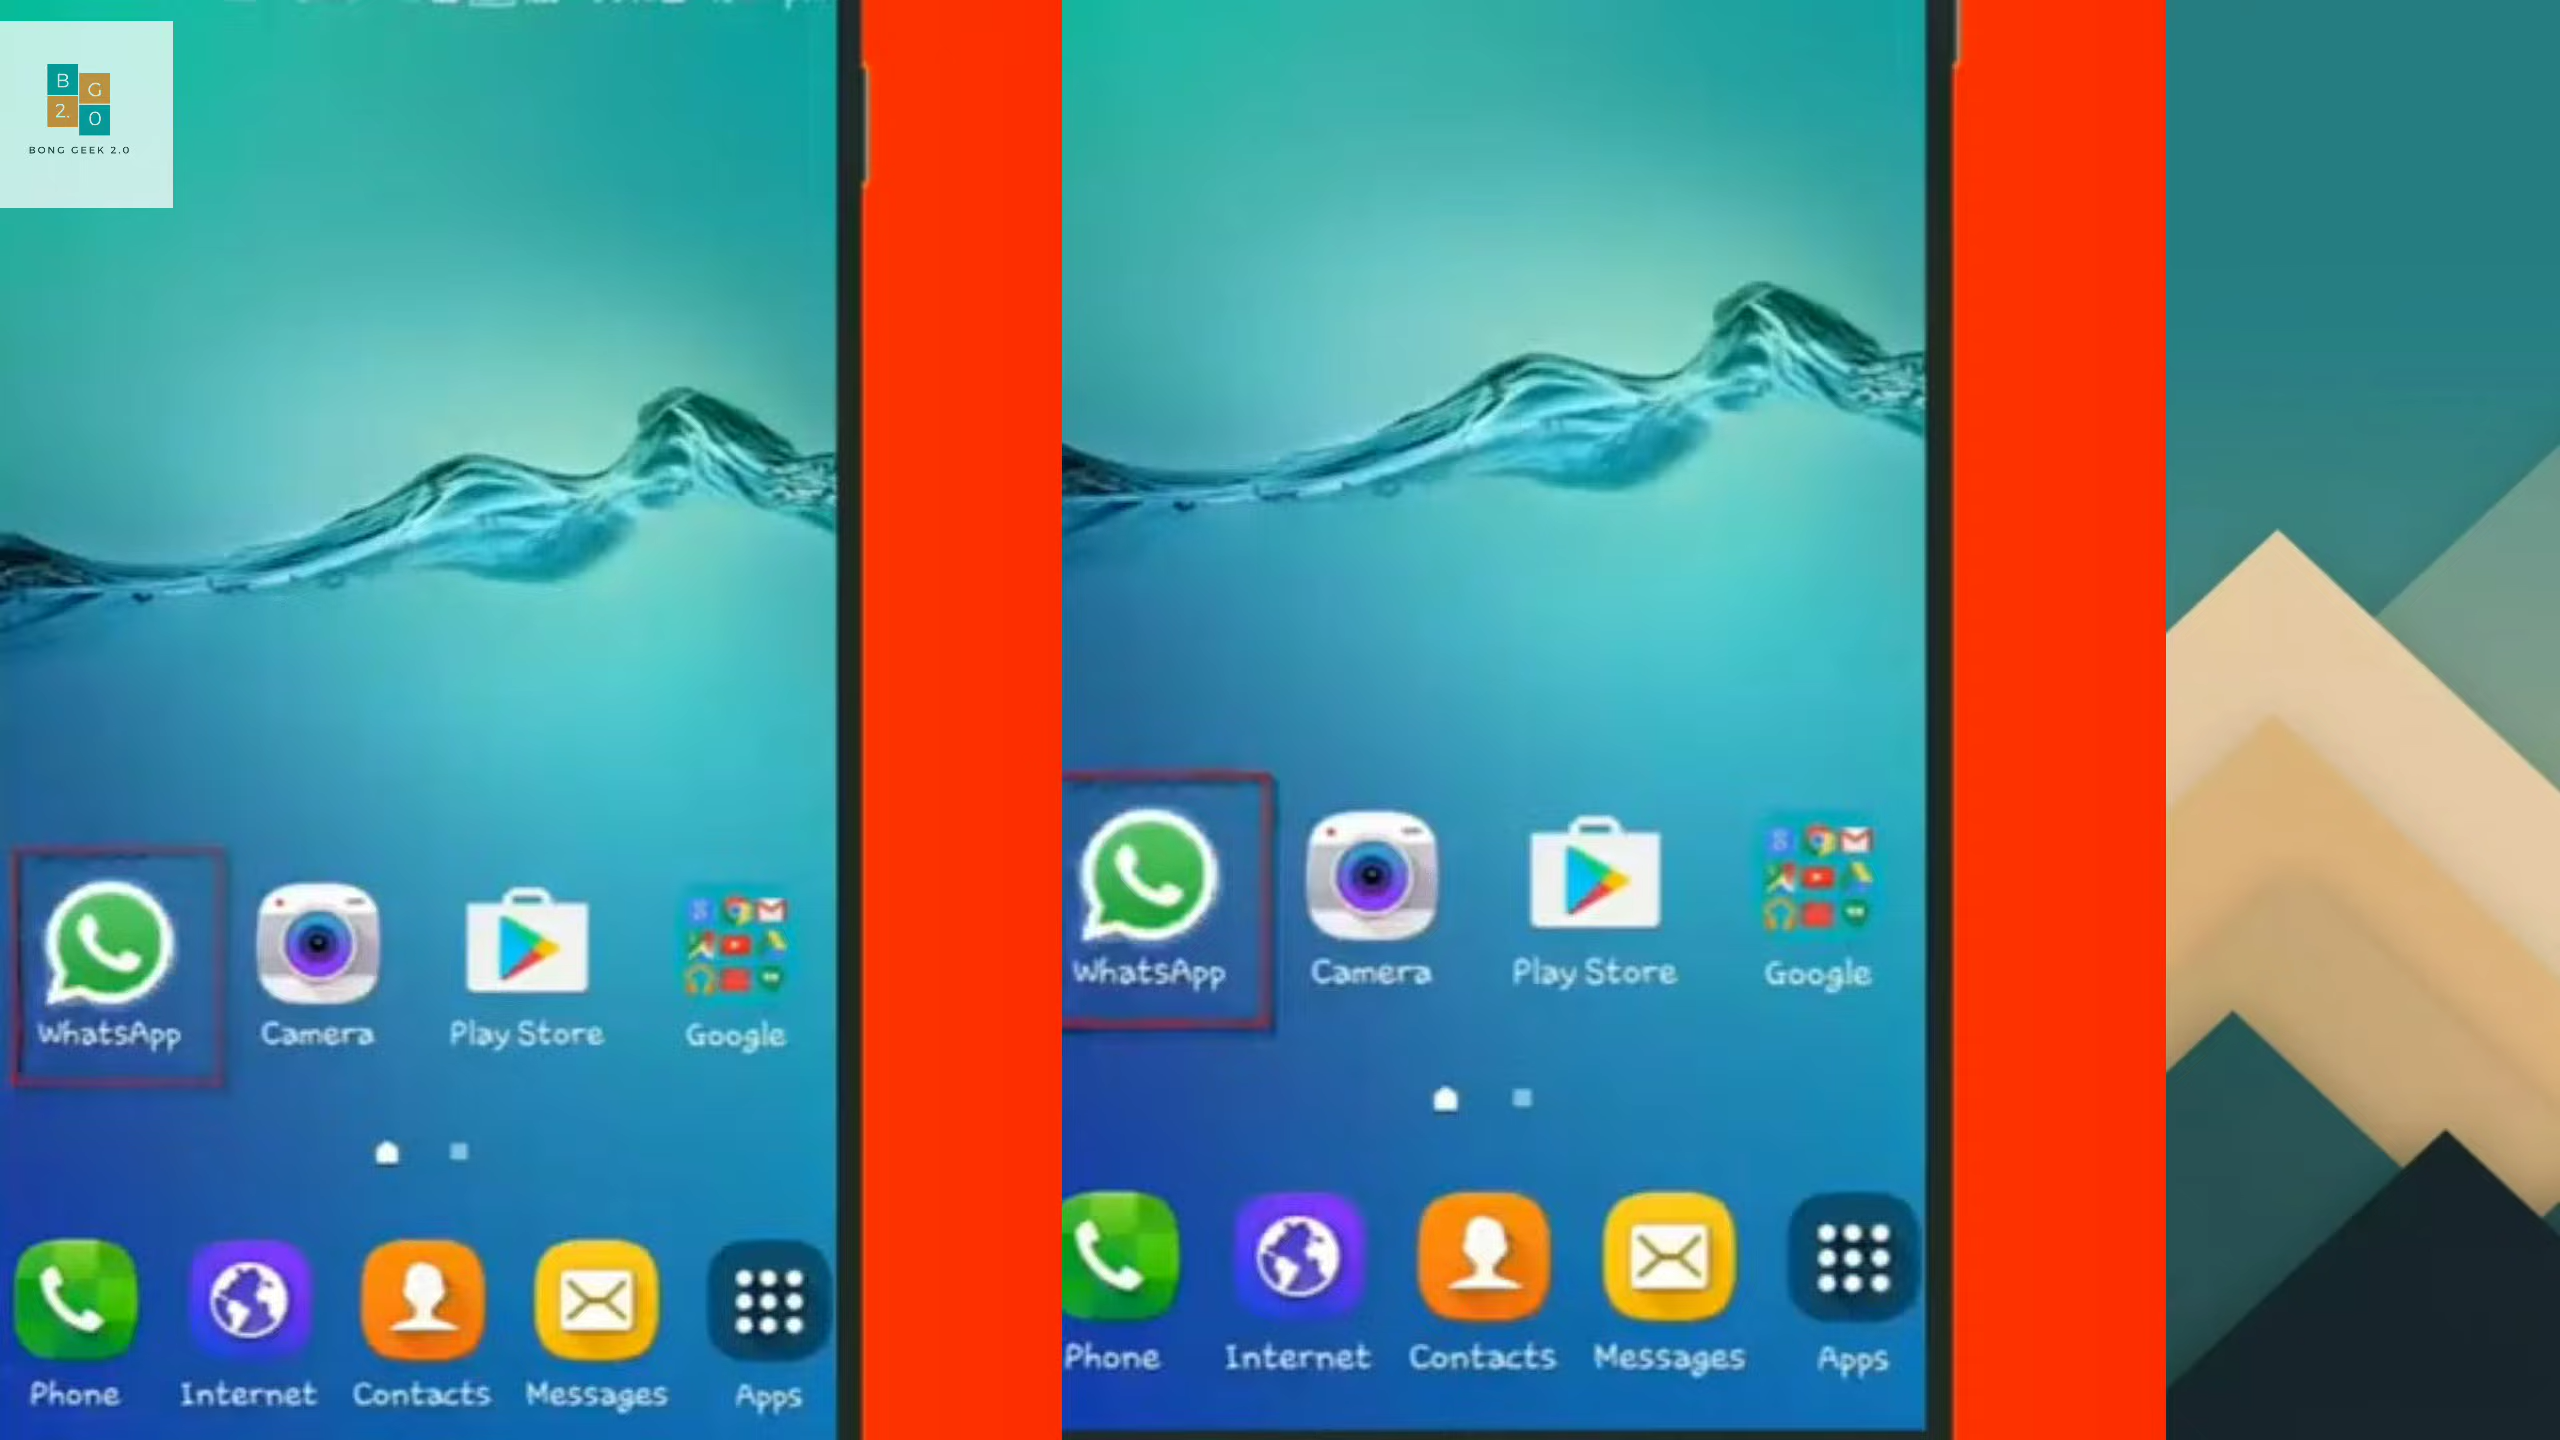 B
G
2.
0
BONG GEEK 2.0
WhatsApp
Camera
Play Store
Google
Phone
Internet
Contacts
Messages
Apps
WhatsApp
Camera
Play Store
Google
Phone
Internet
Contacts
Messages
Apps